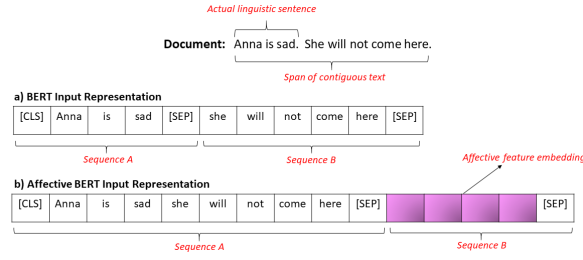 Actual linguistic sentence
Document: Anna is sad. She will not come here.
Span of contiguous text
a) BERT Input Representation
[CLS] Anna is sad [SEP] she will not come here [SEP]
Sequence A Sequence B
Affective feature embedding
b) Affective BERT Input Representation
[CLS] Anna is sad she will not come here [SEP] [SEP]
Sequence A Sequence B